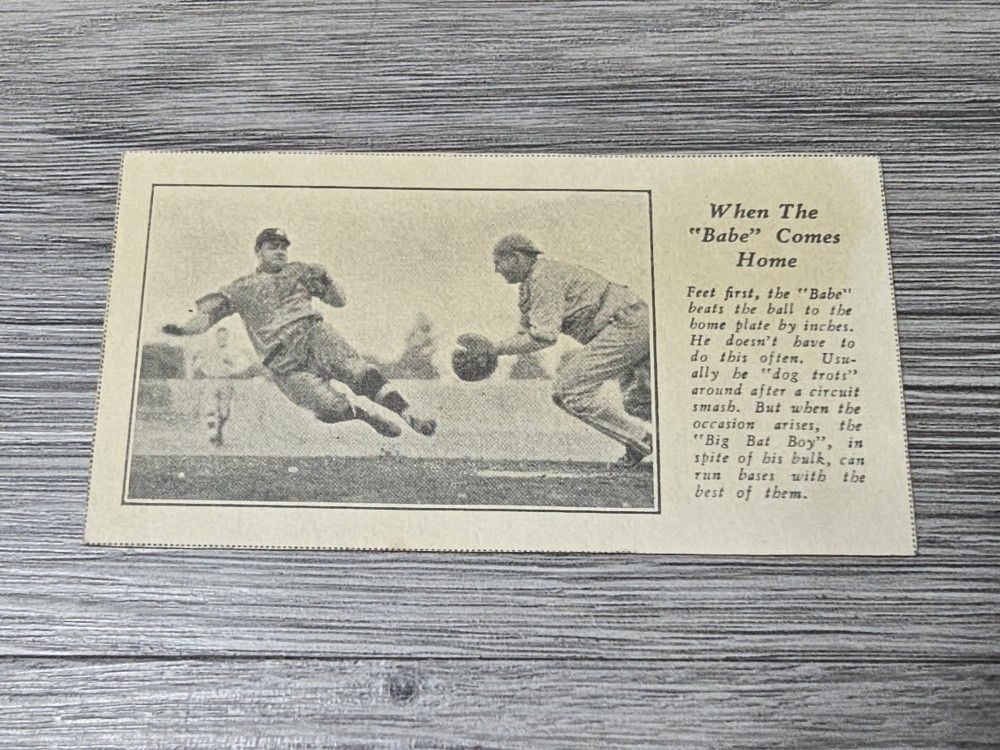 When The
"Babe" Comes
Home
Feet first, the "Babe"
beats the ball to the
home plate by inches.
He doesn't have to
do this often. Usu-
ally he "dog trots"
around after a circuit
smash. But when the
occasion arises, the
"Big Bat Boy", in
spite of his bulk, can
run bases with the
best of them.